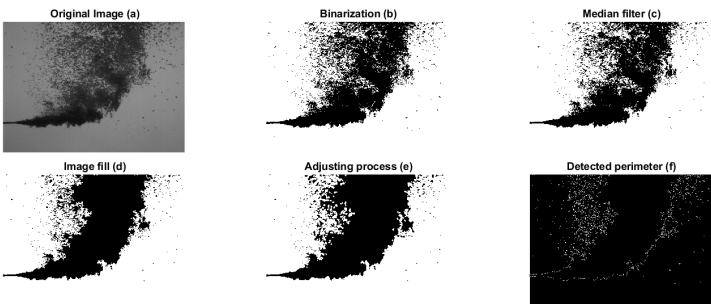 Original Image (a)
Binarization (b)
Median filter (c)
Image fill (d)
Adjusting process (e)
Detected perimeter (f)